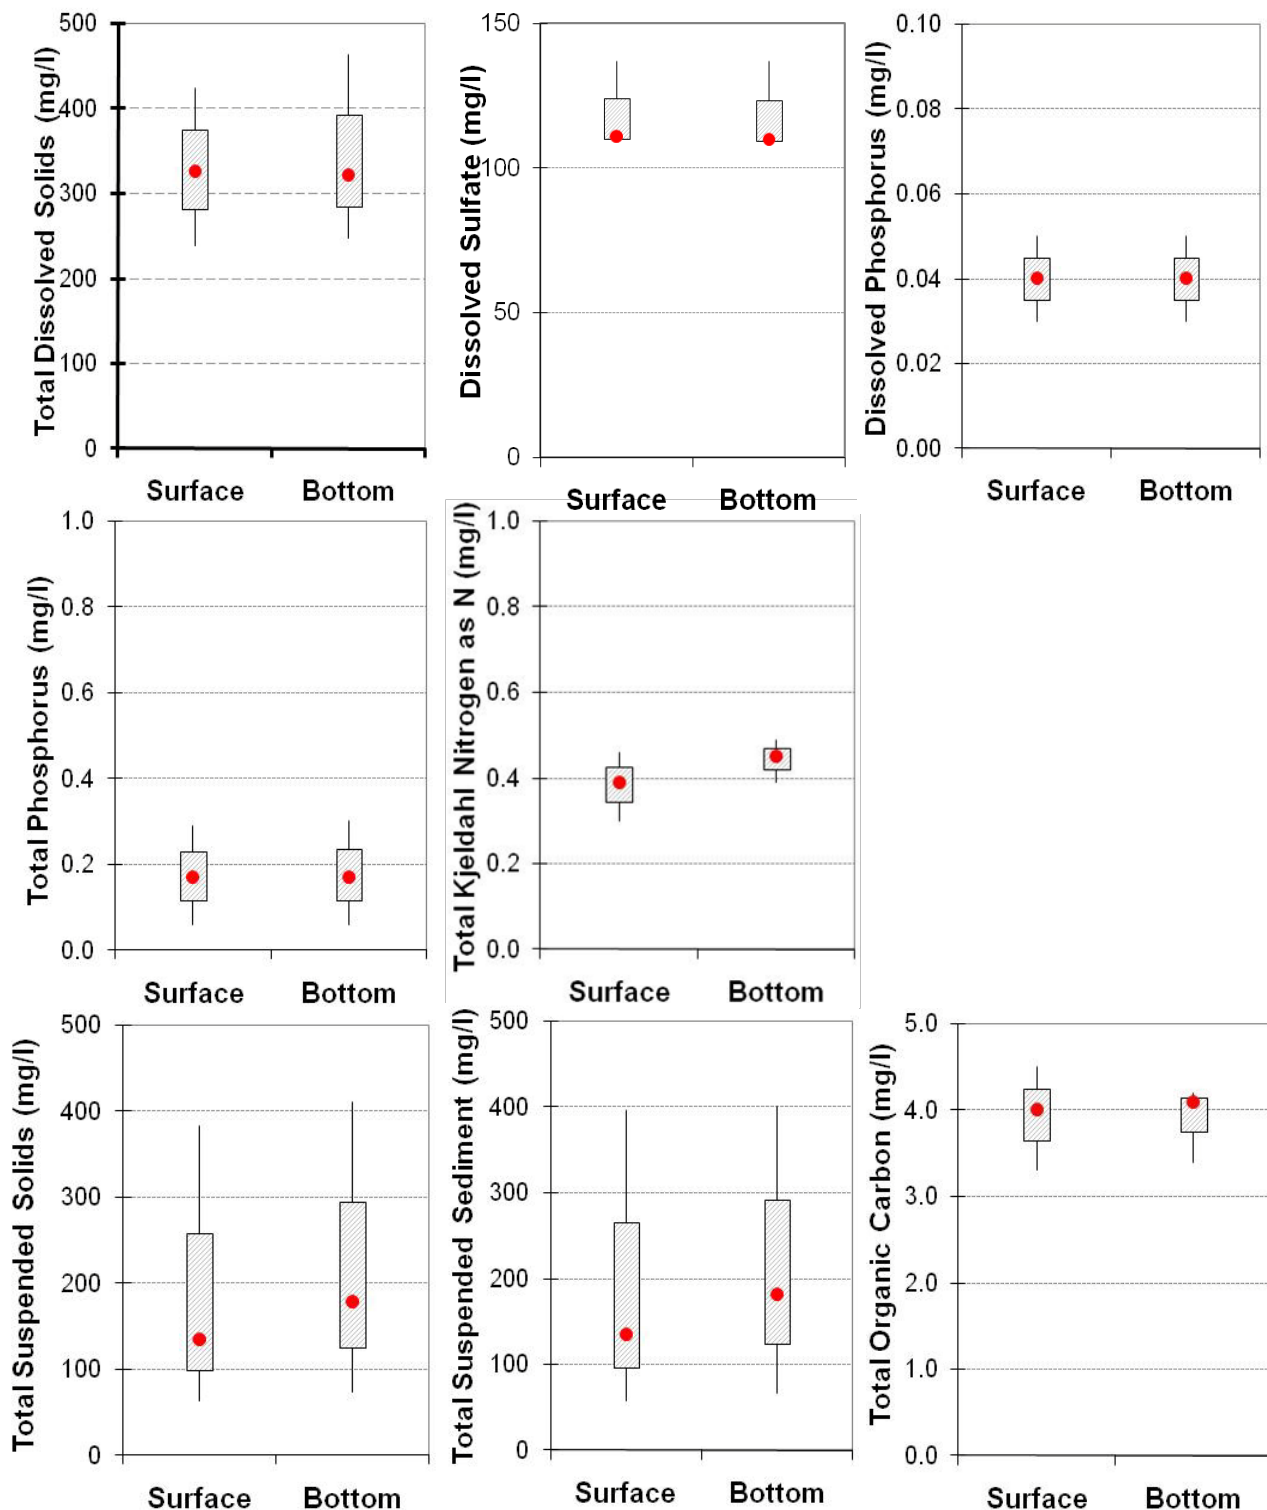 Total Dissolved Solids (mg/l)
500
400
300
200
100
0
Surface Bottom
Dissolved Sulfate (mg/l)
150
100
50
0
Surface Bottom
Dissolved Phosphorus (mg/l)
0.10
0.08
0.06
0.04
0.02
0.00
Surface Bottom
Total Phosphorus (mg/l)
1.0
0.8
0.6
0.4
0.2
0.0
Surface Bottom
Total Kjeldahl Nitrogen as N (mg/l)
1.0
0.8
0.6
0.4
0.2
0.0
Surface Bottom
Total Suspended Solids (mg/l)
500
400
300
200
100
0
Surface Bottom
Total Suspended Sediment (mg/l)
500
400
300
200
100
0
Surface Bottom
Total Organic Carbon (mg/l)
5.0
4.0
3.0
2.0
1.0
0.0
Surface Bottom